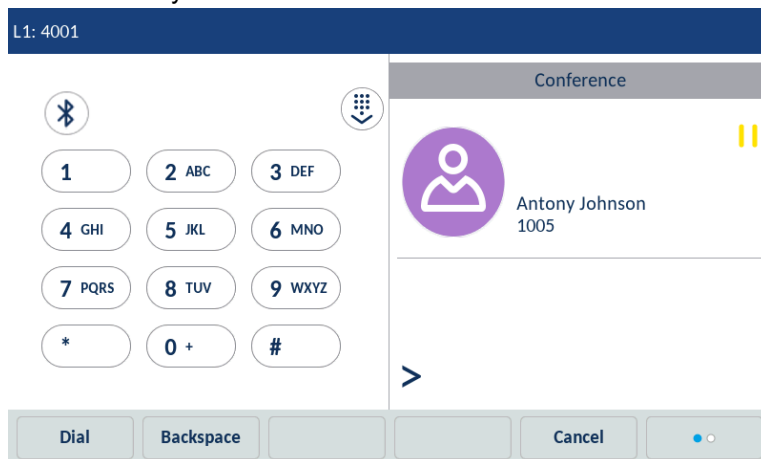 L1: 4001
Conference
1
2 ABC
3 DEF
4 GHI
5 JKL
6 MNO
7 PQRS
8 TUV
9 WXYZ
*
0 +
#
Antony Johnson
1005
>
Dial
Backspace
Cancel